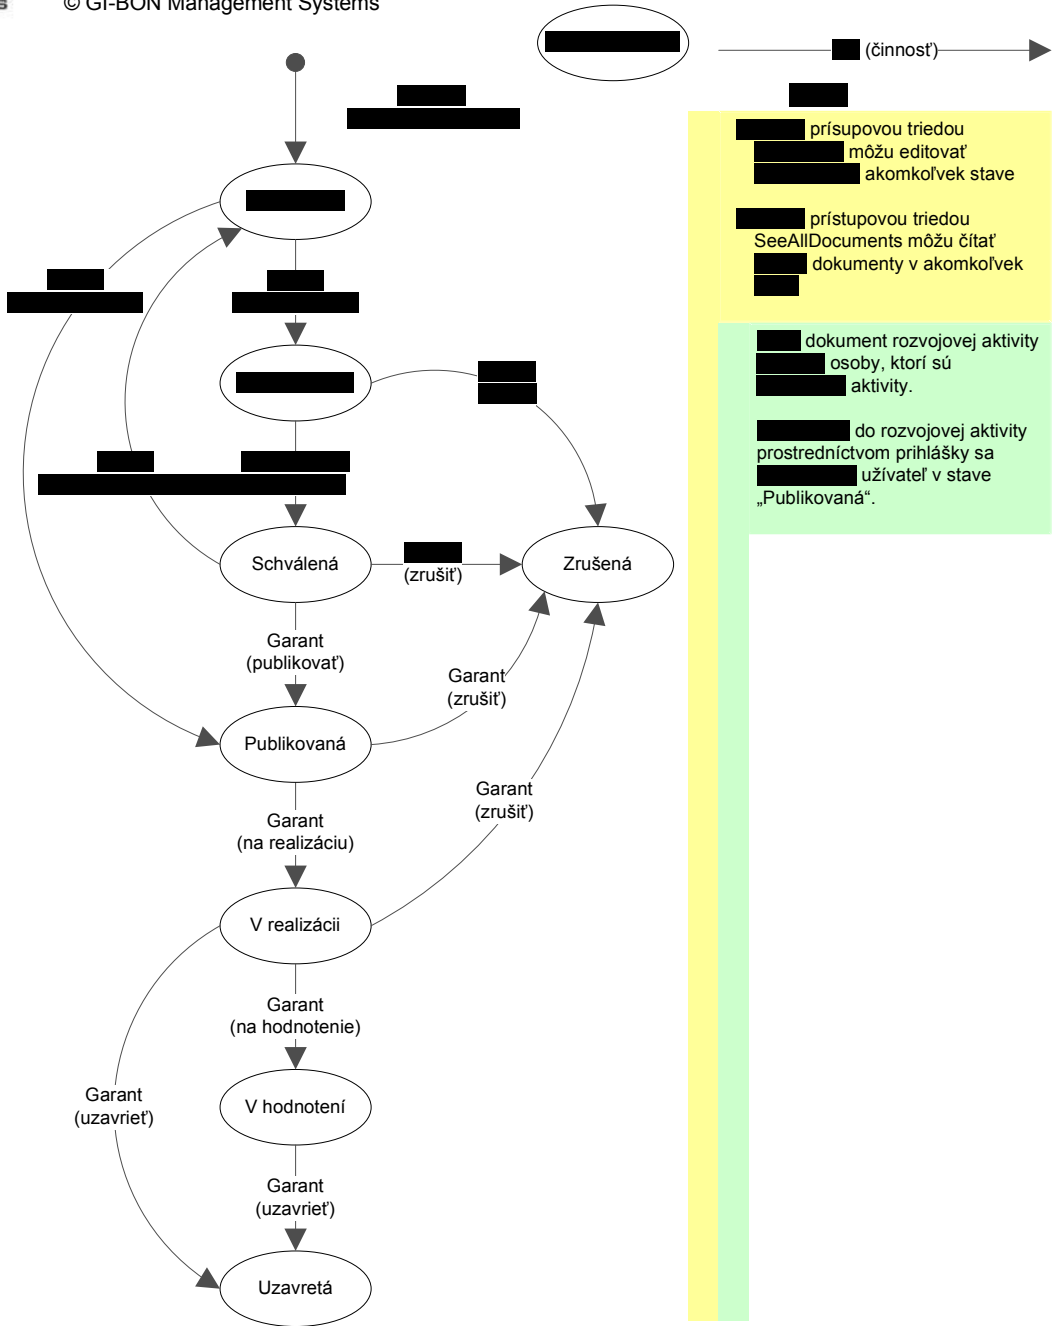 © GI-BON Management Systems
(činnosť)
prísupovou triedou
môžu editovať
akomkoľvek stave
prístupovou triedou
SeeAllDocuments môžu čítať
dokumenty v akomkoľvek
dokument rozvojovej aktivity
osoby, ktorí sú
aktivity.
do rozvojovej aktivity
prostredníctvom prihlášky sa
užívateľ v stave
„Publikovaná“.
Schválená
(zrušiť)
Zrušená
Garant
(publikovať)
Garant
(zrušiť)
Publikovaná
Garant
(zrušiť)
Garant
(na realizáciu)
V realizácii
Garant
(na hodnotenie)
Garant
(uzavrieť)
V hodnotení
Garant
(uzavrieť)
Uzavretá